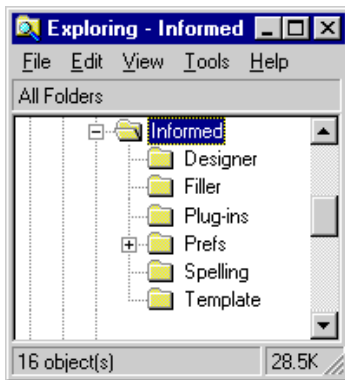 Exploring - Informed
File Edit View Tools Help
All Folders
Informed
Designer
Filler
Plug-ins
Prefs
Spelling
Template
16 object(s) 28.5K